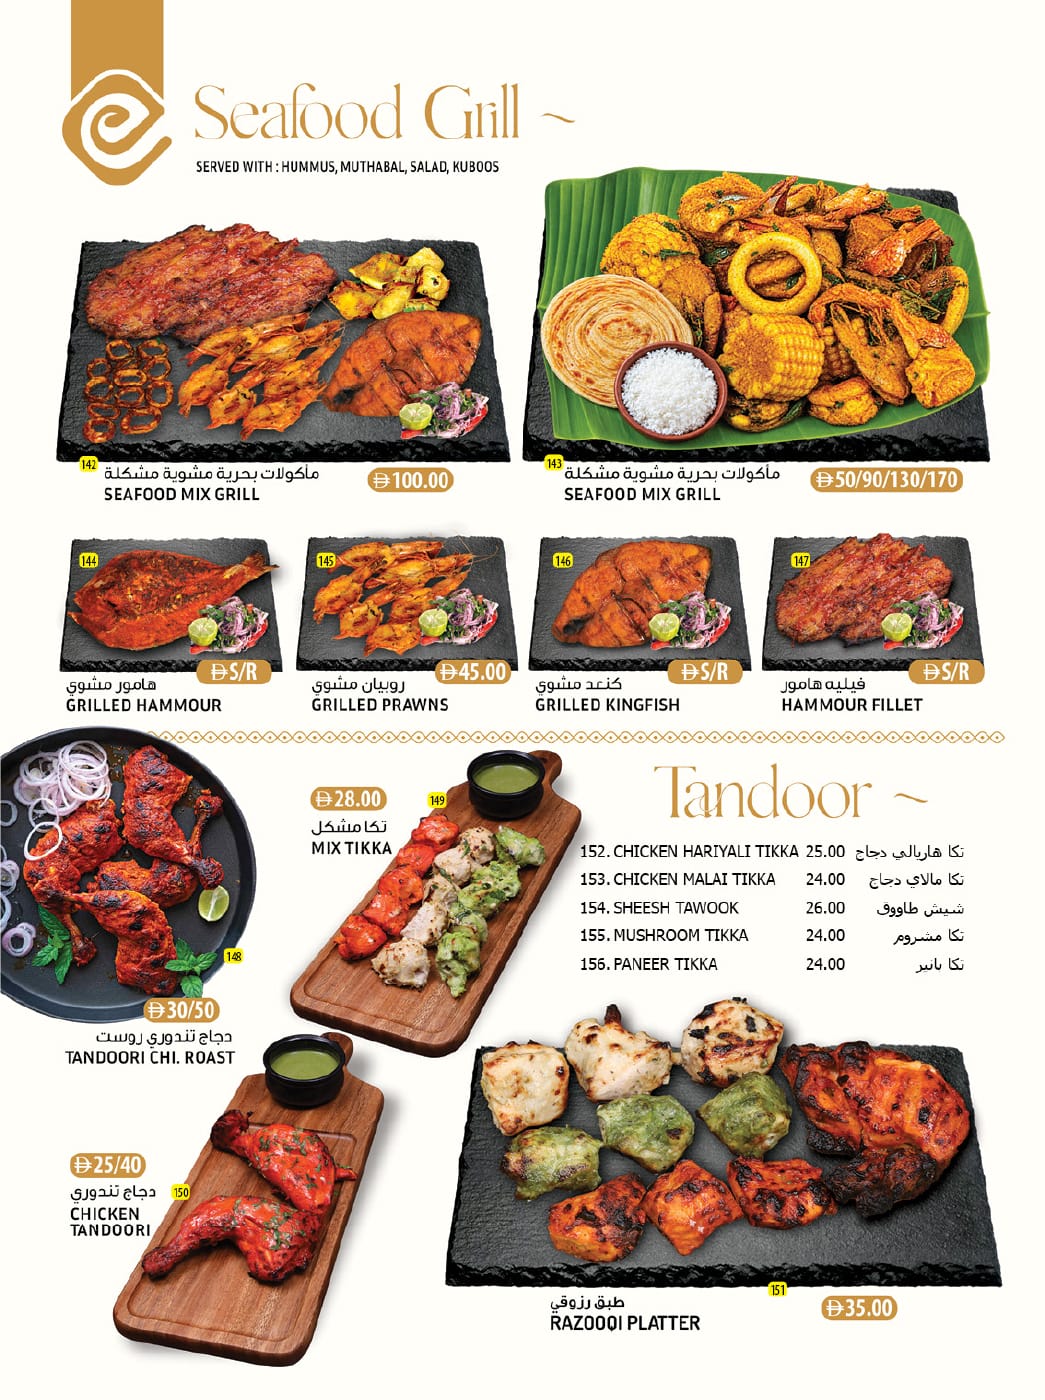 Seafood Grill ~
SERVED WITH : HUMMUS, MUTHABAL, SALAD, KUBOOS
142
مأكولات بحرية مشوية مشكلة
SEAFOOD MIX GRILL
100.00
143
مأكولات بحرية مشوية مشكلة
SEAFOOD MIX GRILL
50/90/130/170
144
S/R
هامور مشوي
GRILLED HAMMOUR
145
45.00
روبيان مشوي
GRILLED PRAWNS
146
S/R
كنعد مشوي
GRILLED KINGFISH
147
S/R
فيليه هامور
HAMMOUR FILLET
148
30/50
دجاج تندوري روست
TANDOORI CHI. ROAST
149
28.00
تكا مشكل
MIX TIKKA
Tandoor ~
152. CHICKEN HARIYALI TIKKA 25.00 تكا هاريالي دجاج
153. CHICKEN MALAI TIKKA 24.00 تكا مالاي دجاج
154. SHEESH TAWOOK 26.00 شيش طاووق
155. MUSHROOM TIKKA 24.00 تكا مشروم
156. PANEER TIKKA 24.00 تكا بانير
25/40
150
دجاج تندوري
CHICKEN
TANDOORI
151
طبق رزوقي
RAZOOQI PLATTER
35.00